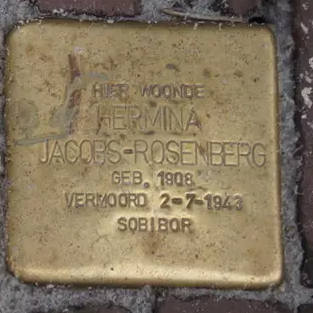 HIER WOONDE
HERMINA
JACOBS-ROSENBERG
GEB. 1908
VERMOORD 2-7-1943
SOBIBOR